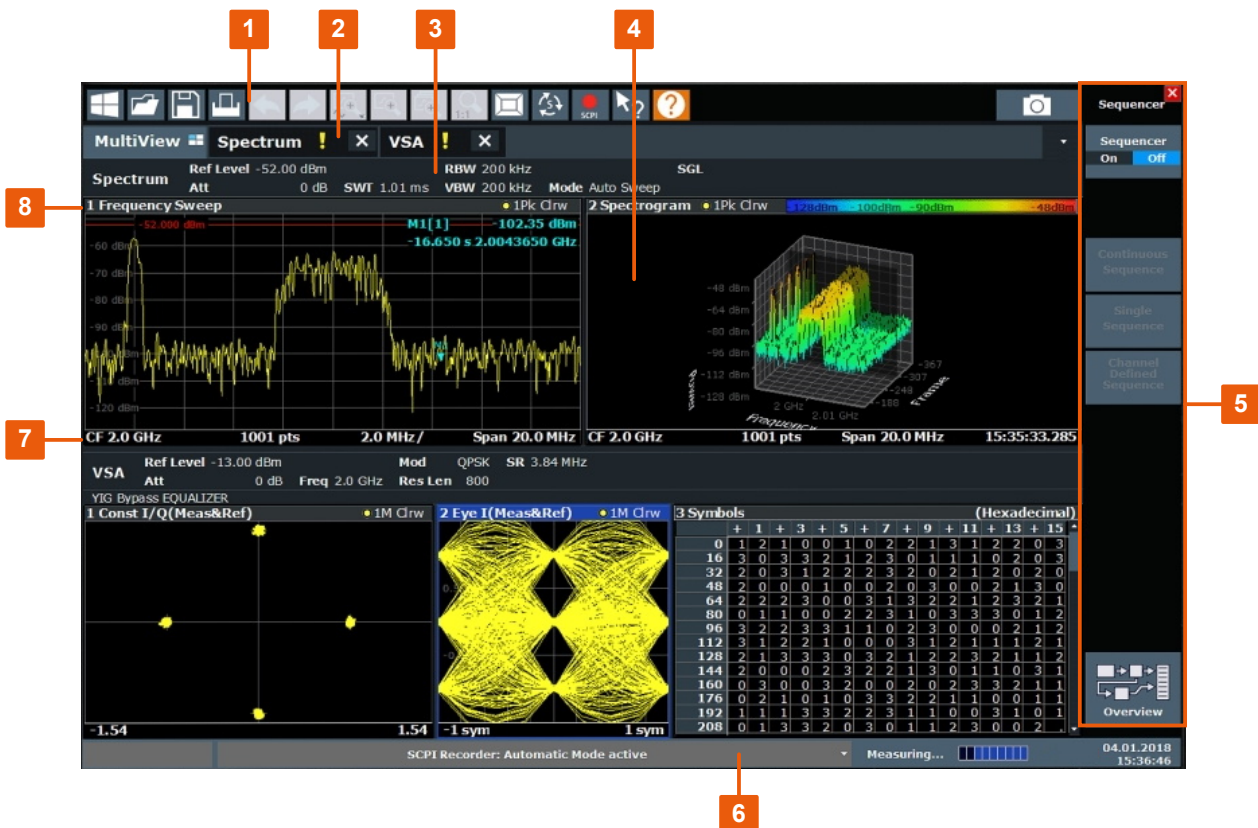 1 2 3 4
1:1 SCPI ? ? Sequencer
MultiView Spectrum ! × VSA ! ×
Sequencer
On Off
Spectrum Ref Level -52.00 dBm RBW 200 kHz SGL
Att 0 dB SWT 1.01 ms VBW 200 kHz Mode Auto Sweep
8
1 Frequency Sweep 1Pk Clrw
-52.000 dBm
M1[1] -102.35 dBm
-16.650 s 2.0043650 GHz
-60 dBm
-70 dBm
-80 dBm
-90 dBm
-110 dBm
-120 dBm
CF 2.0 GHz 1001 pts 2.0 MHz/ Span 20.0 MHz
7
2 Spectrogram 1Pk Clrw -128dBm -100dBm -90dBm -48dBm
-48 dBm
-64 dBm
-80 dBm
-96 dBm
-112 dBm
-128 dBm
2 GHz 2.01 GHz
Frequency
-188 -248 -307 -367
Frame
CF 2.0 GHz 1001 pts Span 20.0 MHz 15:35:33.285
Continuous
Sequence
Single
Sequence
Channel
Defined
Sequence
5
VSA Ref Level -13.00 dBm Mod QPSK SR 3.84 MHz
Att 0 dB Freq 2.0 GHz Res Len 800
YIG Bypass EQUALIZER
1 Const I/Q(Meas&Ref) 1M Clrw
-1.54 1.54
2 Eye I(Meas&Ref) 1M Clrw
-1 sym 1 sym
3 Symbols (Hexadecimal)
+ 1 + 3 + 5 + 7 + 9 + 11 + 13 + 15
0 1 2 1 0 0 1 0 2 2 1 3 1 2 2 0 3
16 3 0 3 3 2 1 2 3 0 1 1 1 0 2 0 3
32 2 0 3 1 2 2 2 3 2 0 2 1 2 0 2 0
48 2 0 0 0 1 0 0 2 0 3 0 0 2 1 3 0
64 2 2 2 3 0 0 3 1 3 2 2 1 2 3 2 1
80 0 1 1 0 0 2 2 3 1 0 3 3 3 0 1 2
96 3 2 2 3 3 1 1 0 2 3 0 0 0 2 1 2
112 3 1 2 2 1 0 0 0 3 1 2 1 1 1 2 1
128 2 1 3 3 3 0 3 2 1 2 2 3 2 1 1 2
144 2 0 0 0 2 3 2 2 1 3 0 1 1 0 3 1
160 0 3 0 0 3 2 0 0 2 0 2 3 3 2 1 1
176 0 2 1 0 1 0 3 3 2 2 1 1 0 0 1 1
192 1 1 1 3 3 2 2 3 1 1 0 0 3 1 0 1
208 0 1 3 3 2 0 3 0 1 1 2 3 0 0 2 .
Overview
SCPI Recorder: Automatic Mode active
Measuring...
04.01.2018
15:36:46
6